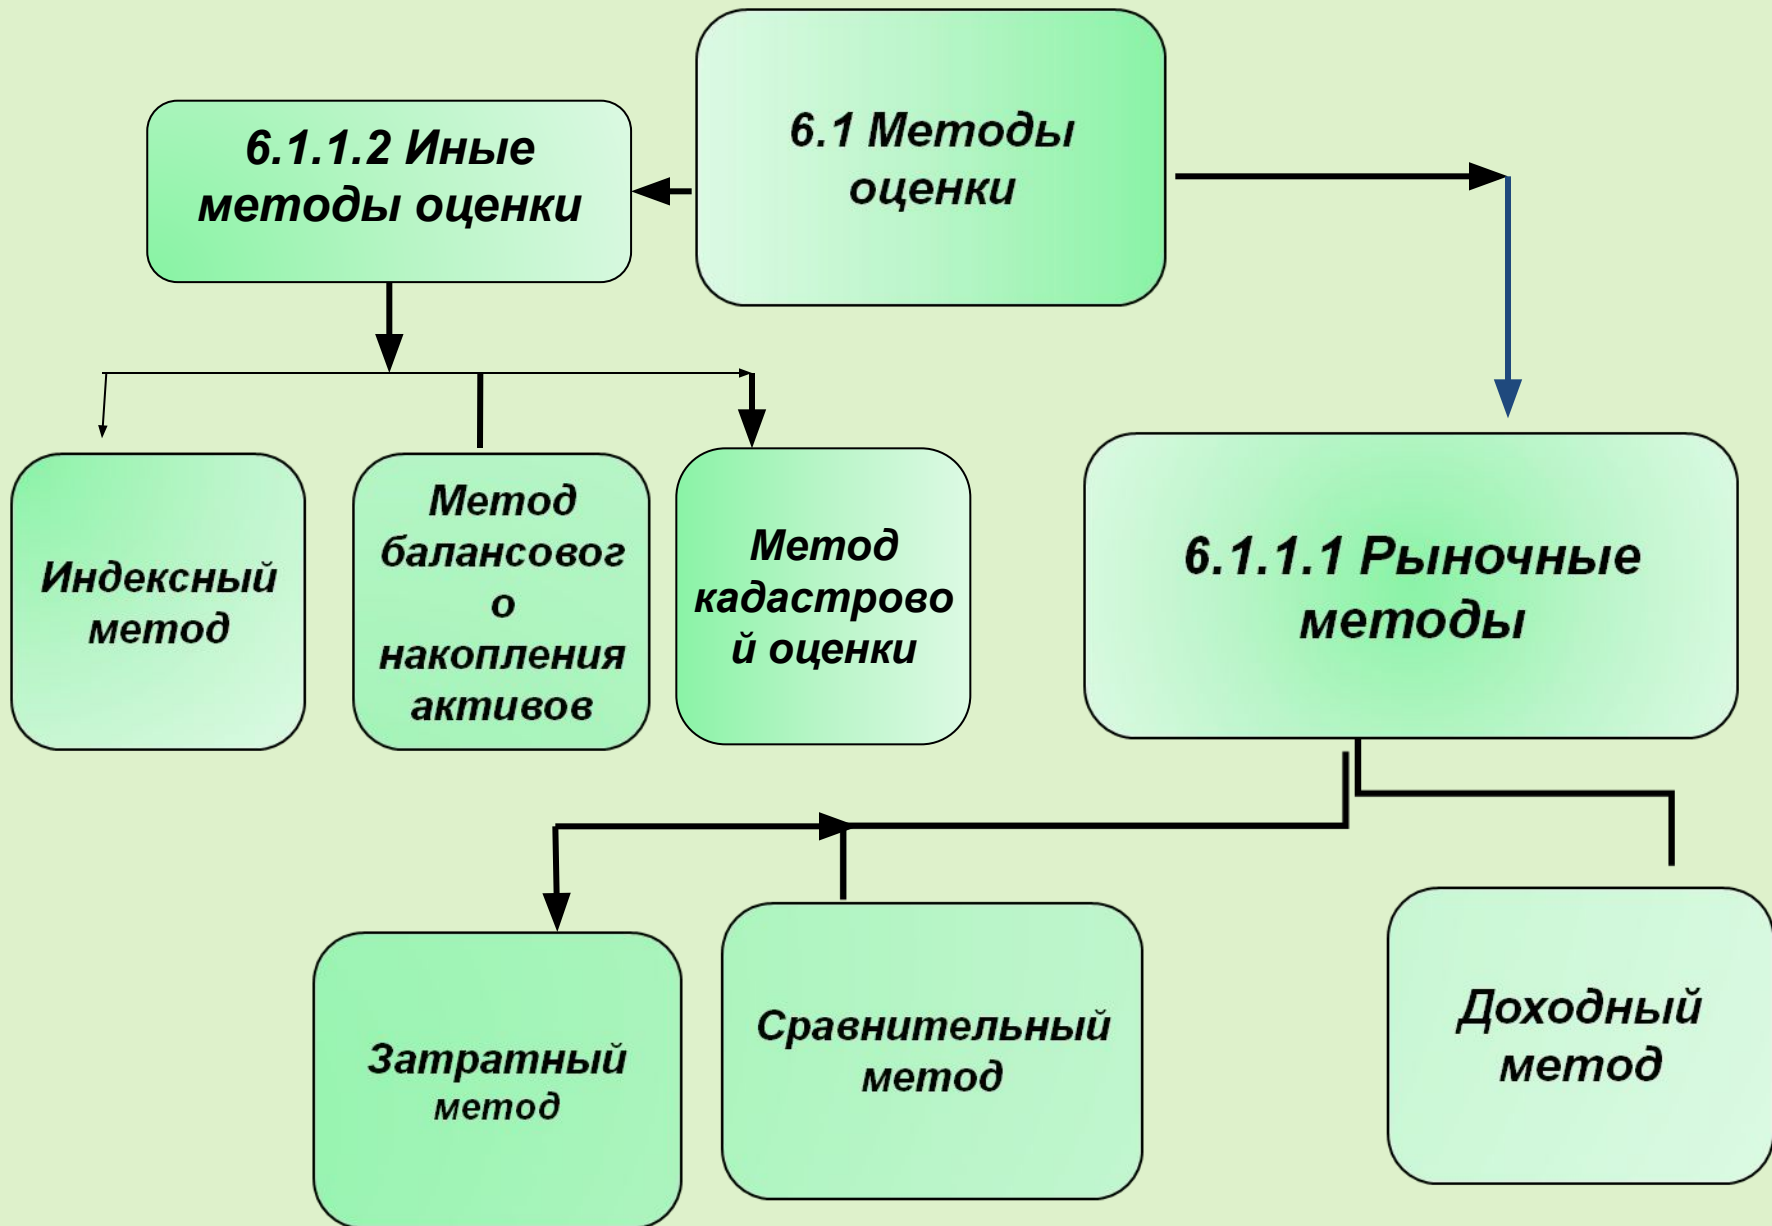 6.1 Методы
оценки
6.1.1.2 Иные
методы оценки
Индексный
метод
Метод
балансовог
о
накопления
активов
Метод
кадастрово
й оценки
6.1.1.1 Рыночные
методы
Затратный
метод
Сравнительный
метод
Доходный
метод